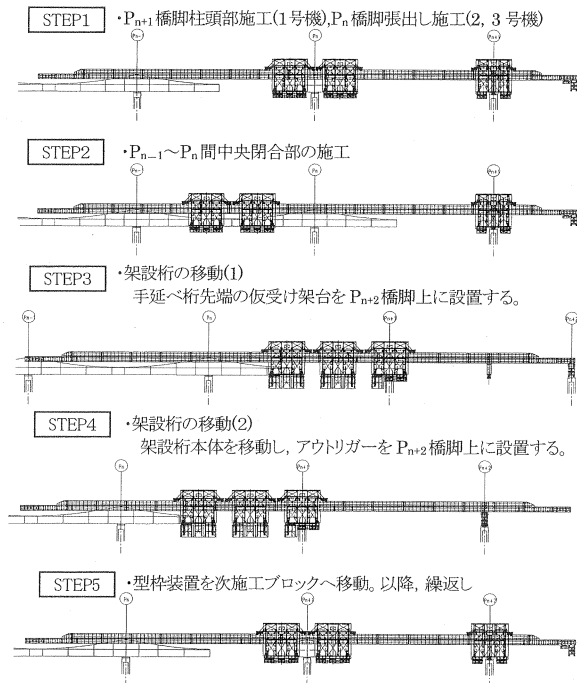 STEP1 ・Pn+1橋脚柱頭部施工(1号機),Pn橋脚張出し施工(2, 3号機)
Pn-1 Pn Pn+1
STEP2 ・Pn-1～Pn間中央閉合部の施工
Pn-1 Pn Pn+1
STEP3 ・架設桁の移動(1)
手延べ桁先端の仮受け架台をPn+2橋脚上に設置する。
Pn-1 Pn Pn+1 Pn+2
STEP4 ・架設桁の移動(2)
架設桁本体を移動し, アウトリガーをPn+2橋脚上に設置する。
Pn Pn+1 Pn+2
STEP5 ・型枠装置を次施工ブロックへ移動。以降, 繰返し
Pn Pn+1 Pn+2